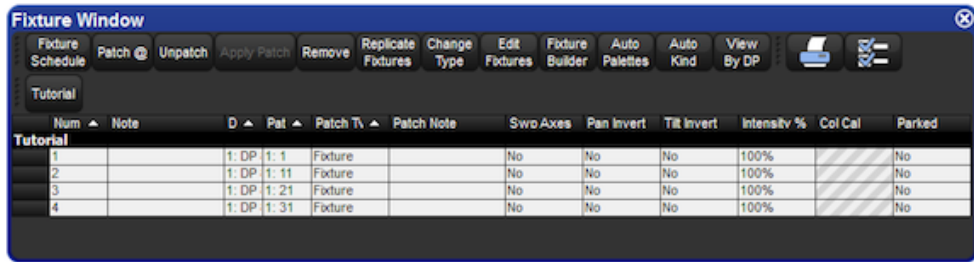 Fixture Window
Fixture Schedule Patch @ Unpatch Apply Patch Remove Replicate Fixtures Change Type Edit Fixtures Fixture Builder Auto Palettes Auto Kind View By DP
Tutorial
Num Note D Pat Patch Ty Patch Note Swp Axes Pan Invert Tilt Invert Intensity % Col Cal Parked
Tutorial
1 1: DP 1: 1 Fixture No No No 100% No
2 1: DP 1: 11 Fixture No No No 100% No
3 1: DP 1: 21 Fixture No No No 100% No
4 1: DP 1: 31 Fixture No No No 100% No